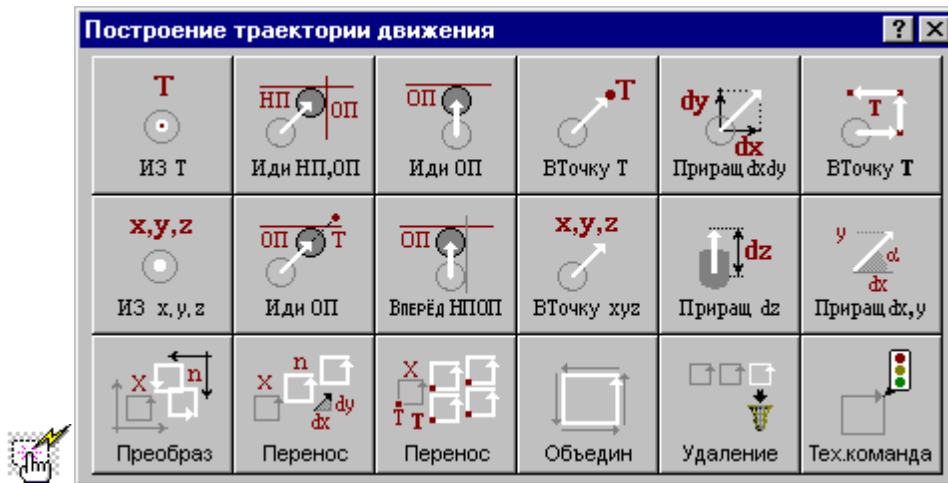 Построение траектории движения
T
ИЗ Т
НП
ОП
Иди НП,ОП
ОП
Иди ОП
T
ВТочку Т
dy
dx
Приращ dxdy
T
ВТочку Т
x,y,z
ИЗ x, y, z
ОП
T
Иди ОП
ОП
Вперёд НПОП
x,y,z
ВТочку xyz
dz
Приращ dz
y
α
dx
Приращ dx,y
X
n
Преобраз
X
n
dy
dx
Перенос
X
T
T
Перенос
Объедин
Удаление
Тех.команда